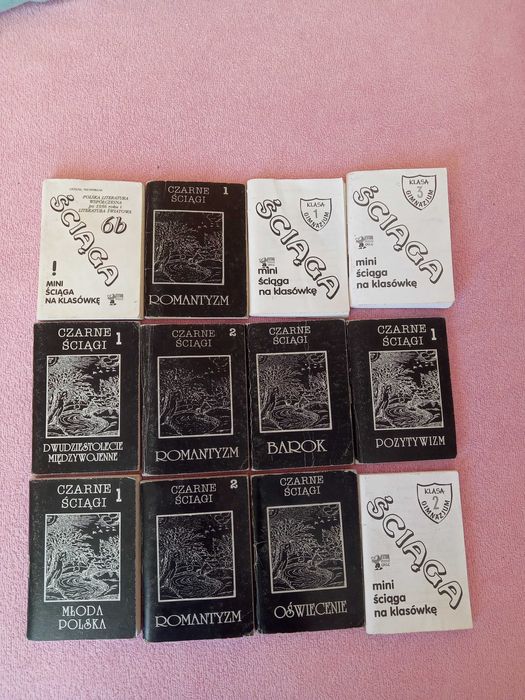 POLSKA LITERATURA
WSPÓŁCZESNA
LITERATURA ŚWIATOWA
6b
ŚCIĄGA
!
MINI
ŚCIĄGA
NA KLASÓWKĘ
CZARNE 1
ŚCIĄGI
ROMANTYZM
KLASA
1
GIMNAZJUM
ŚCIĄGA
mini
ściąga
na klasówkę
KLASA
3
GIMNAZJUM
ŚCIĄGA
mini
ściąga
na klasówkę
CZARNE 1
ŚCIĄGI
DWUDZIESTOLECIE
MIĘDZYWOJENNE
CZARNE 2
ŚCIĄGI
ROMANTYZM
CZARNE
ŚCIĄGI
BAROK
CZARNE 1
ŚCIĄGI
POZYTYWIZM
CZARNE 1
ŚCIĄGI
MŁODA
POLSKA
CZARNE 2
ŚCIĄGI
ROMANTYZM
CZARNE
ŚCIĄGI
OŚWIECENIE
KLASA
2
GIMNAZJUM
ŚCIĄGA
mini
ściąga
na klasówkę